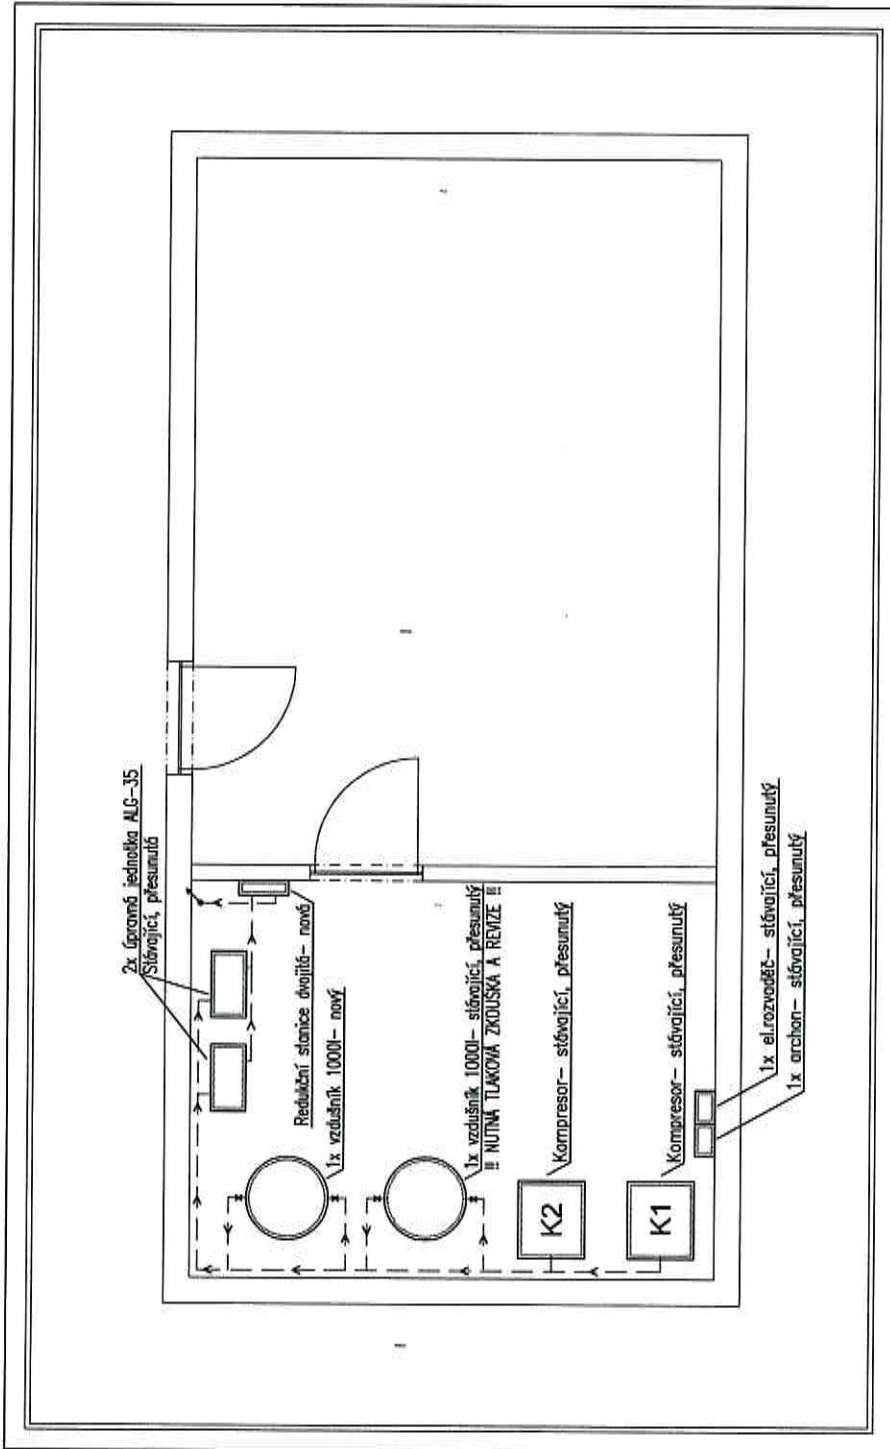 2x úpravná jednotka ALG-35
Stávající, přesunutá
Redukční stanice dvojitá- nová
1x vzdušník 1000l- nový
1x vzdušník 1000l- stávající, přesunutý
!! NUTNÁ TLAKOVÁ ZKOUŠKA A REVIZE !!
K2
Kompresor- stávající, přesunutý
K1
Kompresor- stávající, přesunutý
1x el.rozvaděč- stávající, přesunutý
1x archon- stávající, přesunutý